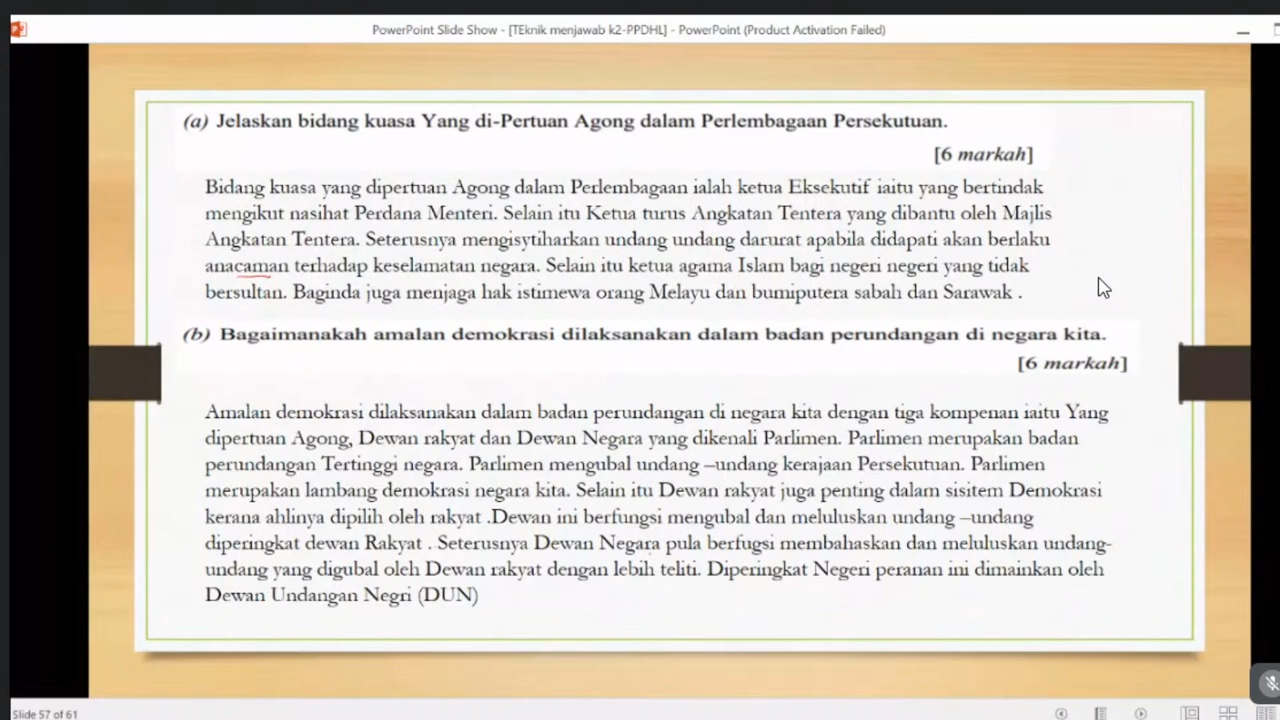 PowerPoint Slide Show - [TEknik menjawab k2-PPDHL] - PowerPoint (Product Activation Failed)
(a) Jelaskan bidang kuasa Yang di-Pertuan Agong dalam Perlembagaan Persekutuan.
[6 markah]
Bidang kuasa yang dipertuan Agong dalam Perlembagaan ialah ketua Eksekutif iaitu yang bertindak
mengikut nasihat Perdana Menteri. Selain itu Ketua turus Angkatan Tentera yang dibantu oleh Majlis
Angkatan Tentera. Seterusnya mengisytiharkan undang undang darurat apabila didapati akan berlaku
anacaman terhadap keselamatan negara. Selain itu ketua agama Islam bagi negeri negeri yang tidak
bersultan. Baginda juga menjaga hak istimewa orang Melayu dan bumiputera sabah dan Sarawak .
(b) Bagaimanakah amalan demokrasi dilaksanakan dalam badan perundangan di negara kita.
[6 markah]
Amalan demokrasi dilaksanakan dalam badan perundangan di negara kita dengan tiga kompenan iaitu Yang
dipertuan Agong, Dewan rakyat dan Dewan Negara yang dikenali Parlimen. Parlimen merupakan badan
perundangan Tertinggi negara. Parlimen mengubal undang –undang kerajaan Persekutuan. Parlimen
merupakan lambang demokrasi negara kita. Selain itu Dewan rakyat juga penting dalam sisitem Demokrasi
kerana ahlinya dipilih oleh rakyat .Dewan ini berfungsi mengubal dan meluluskan undang –undang
diperingkat dewan Rakyat . Seterusnya Dewan Negara pula berfugsi membahaskan dan meluluskan undang-
undang yang digubal oleh Dewan rakyat dengan lebih teliti. Diperingkat Negeri peranan ini dimainkan oleh
Dewan Undangan Negri (DUN)
Slide 57 of 61